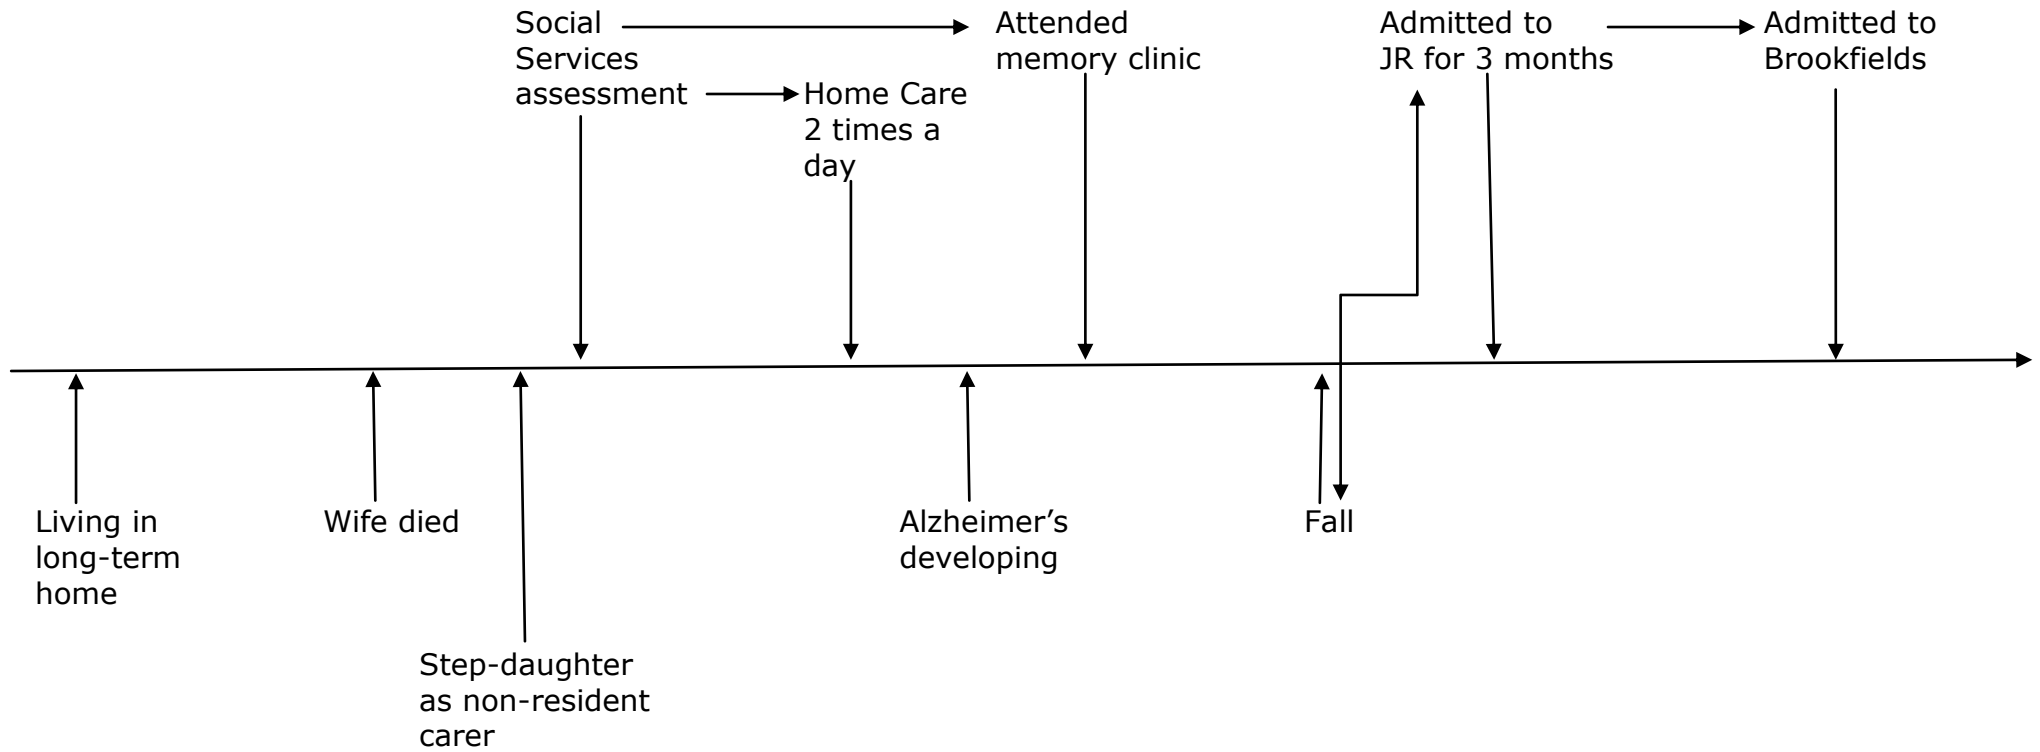 Social
Services
assessment
Home Care
2 times a
day
Attended
memory clinic
Admitted to
JR for 3 months
Admitted to
Brookfields
Living in
long-term
home
Wife died
Step-daughter
as non-resident
carer
Alzheimer’s
developing
Fall